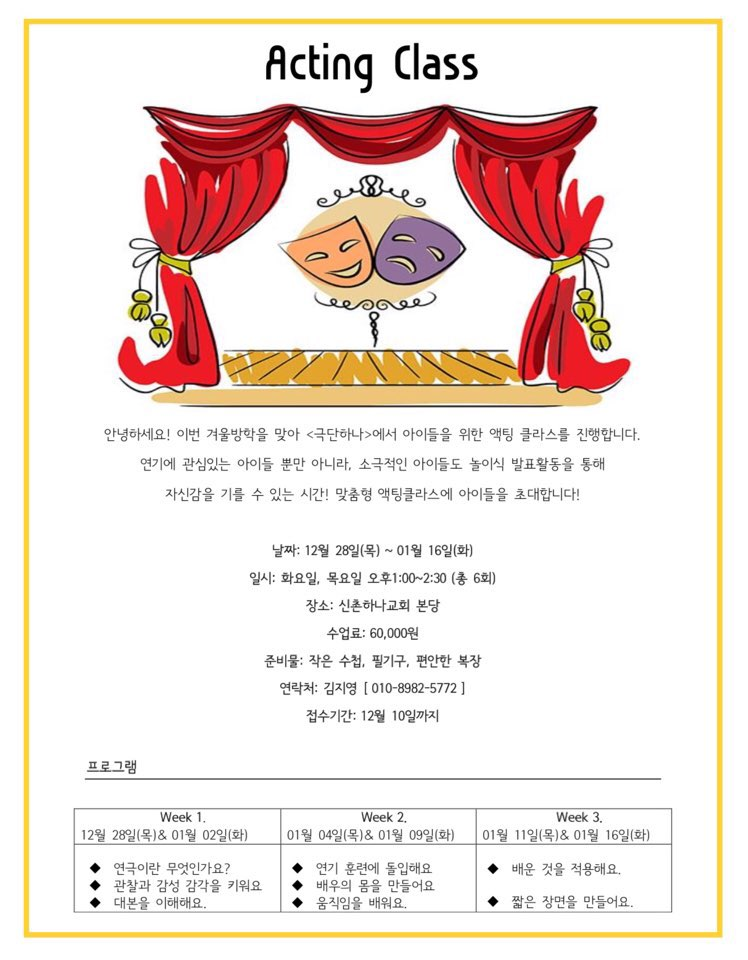 Acting Class
안녕하세요! 이번 겨울방학을 맞아 <극단하나>에서 아이들을 위한 액팅 클라스를 진행합니다.
연기에 관심있는 아이들 뿐만 아니라, 소극적인 아이들도 놀이식 발표활동을 통해
자신감을 기를 수 있는 시간! 맞춤형 액팅클라스에 아이들을 초대합니다!
날짜: 12월 28일(목) ~ 01월 16일(화)
일시: 화요일, 목요일 오후1:00~2:30 (총 6회)
장소: 신촌하나교회 본당
수업료: 60,000원
준비물: 작은 수첩, 필기구, 편안한 복장
연락처: 김지영 [ 010-8982-5772 ]
접수기간: 12월 10일까지
프로그램
Week 1.
12월 28일(목)& 01월 02일(화)
◆ 연극이란 무엇인가요?
◆ 관찰과 감성 감각을 키워요
◆ 대본을 이해해요.
Week 2.
01월 04일(목)& 01월 09일(화)
◆ 연기 훈련에 돌입해요
◆ 배우의 몸을 만들어요
◆ 움직임을 배워요.
Week 3.
01월 11일(목)& 01월 16일(화)
◆ 배운 것을 적용해요.
◆ 짧은 장면을 만들어요.